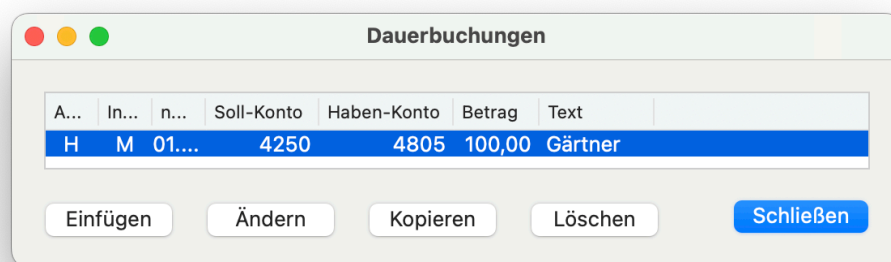 Dauerbuchungen
A... In... n... Soll-Konto Haben-Konto Betrag Text
H M 01.... 4250 4805 100,00 Gärtner
Einfügen Ändern Kopieren Löschen Schließen